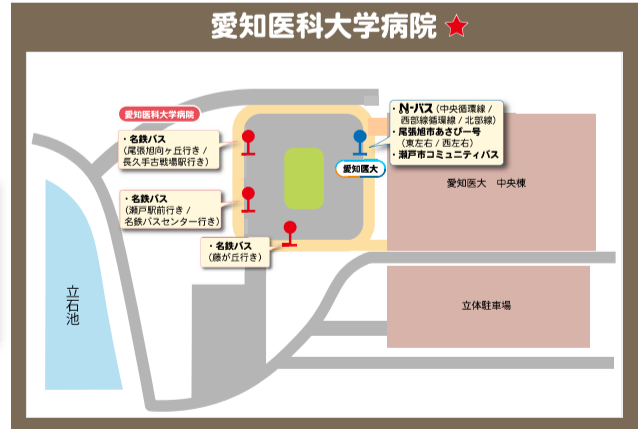 愛知医科大学病院
愛知医科大学病院
・名鉄バス
(尾張旭向ヶ丘行き /
長久手古戦場駅行き)
・名鉄バス
(瀬戸駅前行き /
名鉄バスセンター行き)
・名鉄バス
(藤が丘行き)
・N-バス (中央循環線 /
西部線循環線 / 北部線)
・尾張旭市あさぴー号
(東左右 / 西左右)
・瀬戸市コミュニティバス
愛知医大
愛知医大 中央棟
立石池
立体駐車場